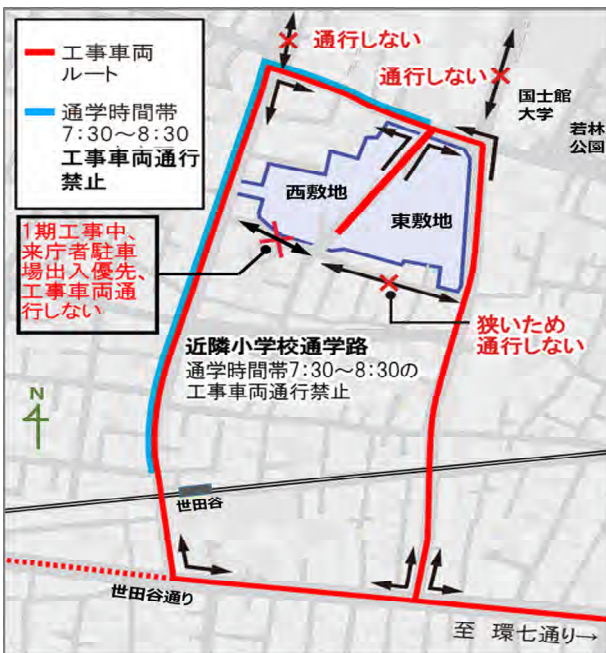 工事車両
ルート
通学時間帯
7:30～8:30
工事車両通行
禁止
通行しない
通行しない
国士館
大学
若林
公園
西敷地
東敷地
1期工事中、
来庁者駐車
場出入優先、
工事車両通
行しない
狭いため
通行しない
近隣小学校通学路
通学時間帯7:30～8:30の
工事車両通行禁止
N
世田谷
世田谷通り
至 環七通り→